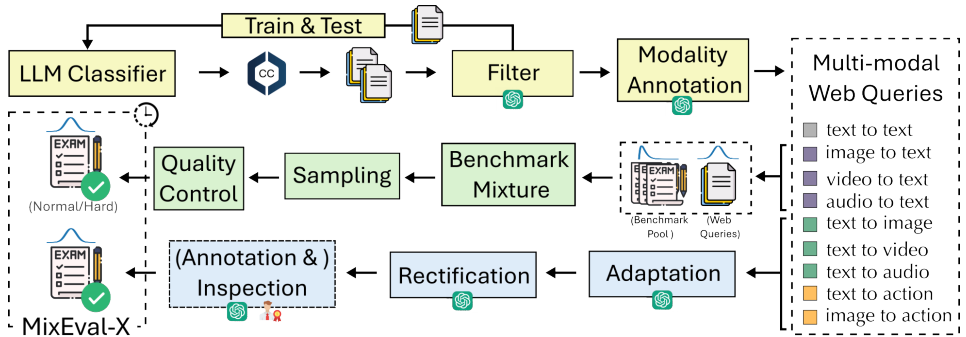 Train & Test
LLM Classifier
CC
Filter
Modality
Annotation
Multi-modal
Web Queries
text to text
image to text
video to text
audio to text
text to image
text to video
text to audio
text to action
image to action
EXAM
(Normal/Hard)
Quality
Control
Sampling
Benchmark
Mixture
EXAM
(Benchmark
Pool )
(Web
Queries)
EXAM
(Annotation & )
Inspection
Rectification
Adaptation
MixEval-X